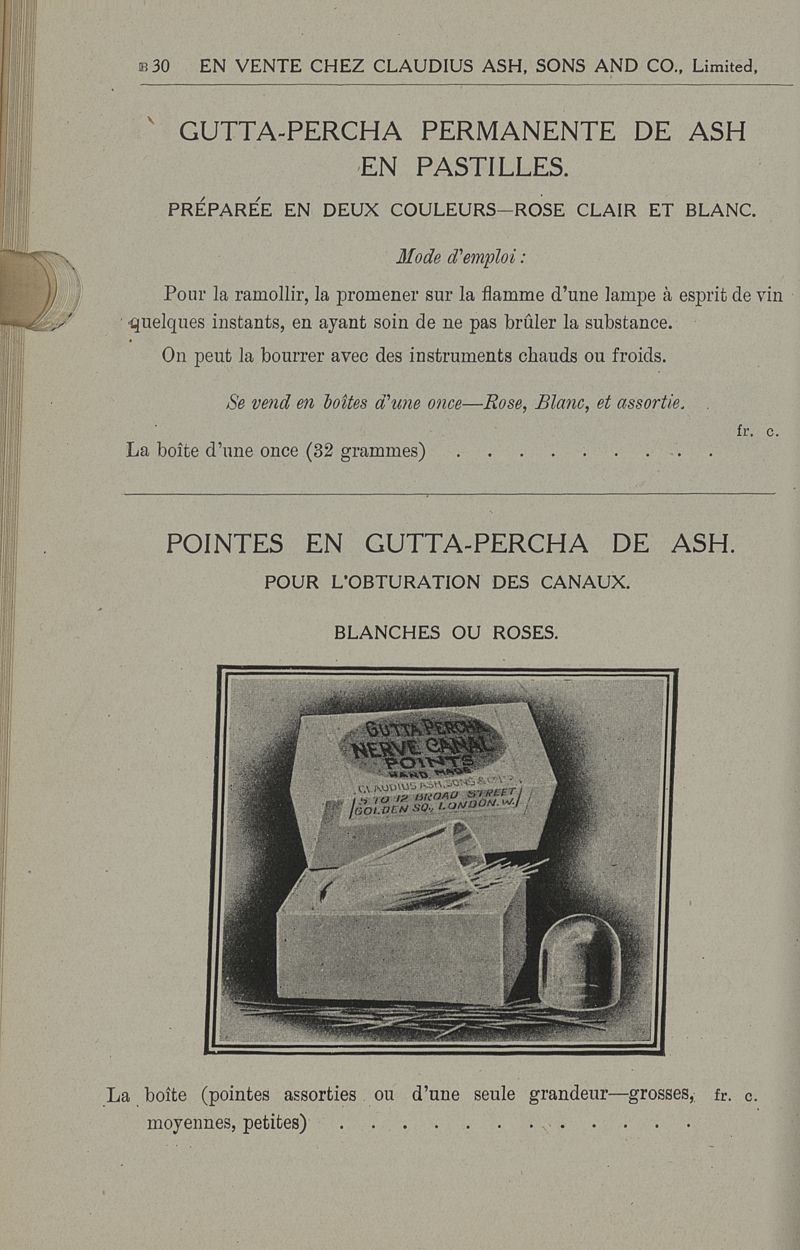 B 30 EN VENTE CHEZ CLAUDIUS ASH, SONS AND CO., Limited,
GUTTA-PERCHA PERMANENTE DE ASH
EN PASTILLES.
PRÉPARÉE EN DEUX COULEURS—ROSE CLAIR ET BLANC.
Mode d'emploi :
Pour la ramollir, la promener sur la flamme d'une lampe à esprit de vin
quelques instants, en ayant soin de ne pas brûler la substance.
On peut la bourrer avec des instruments chauds ou froids.
Se vend en boîtes d'une once—Rose, Blanc, et assortie.
fr. c.
La boîte d'une once (32 grammes) . . . . . . . . .
POINTES EN GUTTA-PERCHA DE ASH.
POUR L'OBTURATION DES CANAUX.
BLANCHES OU ROSES.
GUTTA PERCHA
NERVE CANAL
POINTS
HAND MADE
CLAUDIUS ASH, SONS & Co
5 TO 12 BROAD STREET
GOLDEN SQ., LONDON. W.
La boîte (pointes assorties ou d'une seule grandeur—grosses, fr. c.
moyennes, petites) . . . . . . . . . . . .